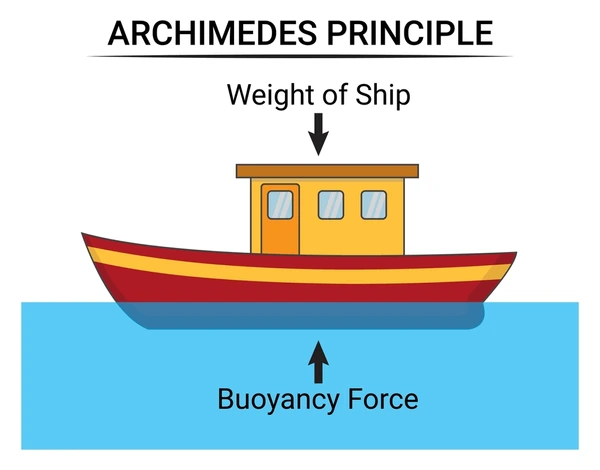 ARCHIMEDES PRINCIPLE
Weight of Ship
Buoyancy Force